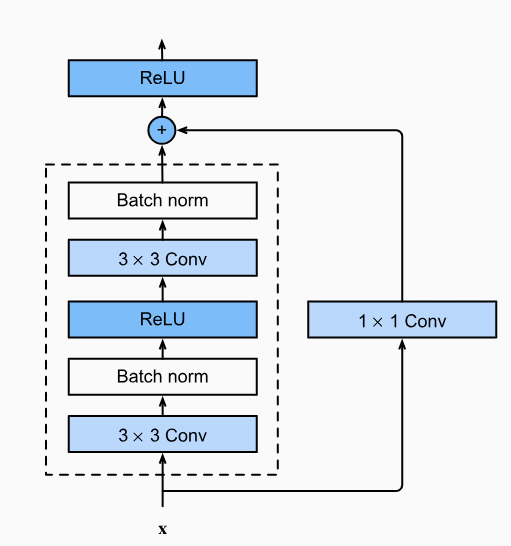 ReLU
+
Batch norm
3 × 3 Conv
ReLU
1 × 1 Conv
Batch norm
3 × 3 Conv
x